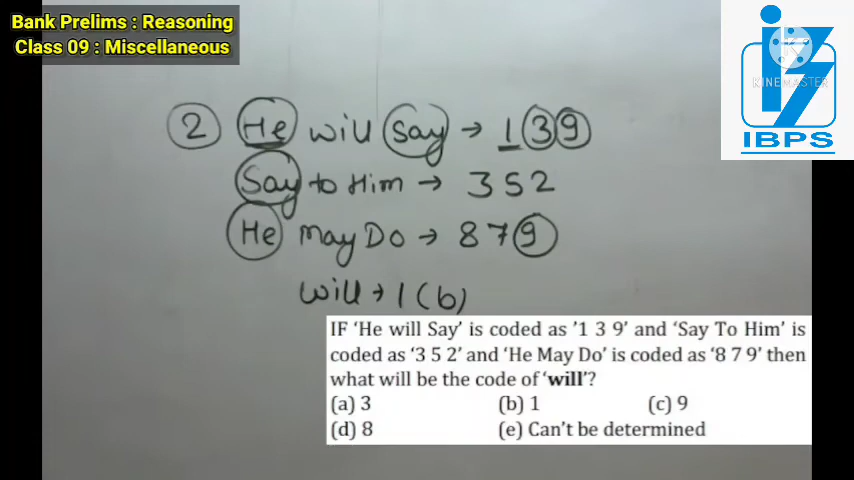 Bank Prelims : Reasoning
Class 09 : Miscellaneous
KINEMASTER
IBPS
2 He will Say → 1 3 9
Say to Him → 3 5 2
He May Do → 8 7 9
will → 1 (b)
IF ‘He will Say’ is coded as ‘1 3 9’ and ‘Say To Him’ is
coded as ‘3 5 2’ and ‘He May Do’ is coded as ‘8 7 9’ then
what will be the code of ‘will’?
(a) 3 (b) 1 (c) 9
(d) 8 (e) Can’t be determined